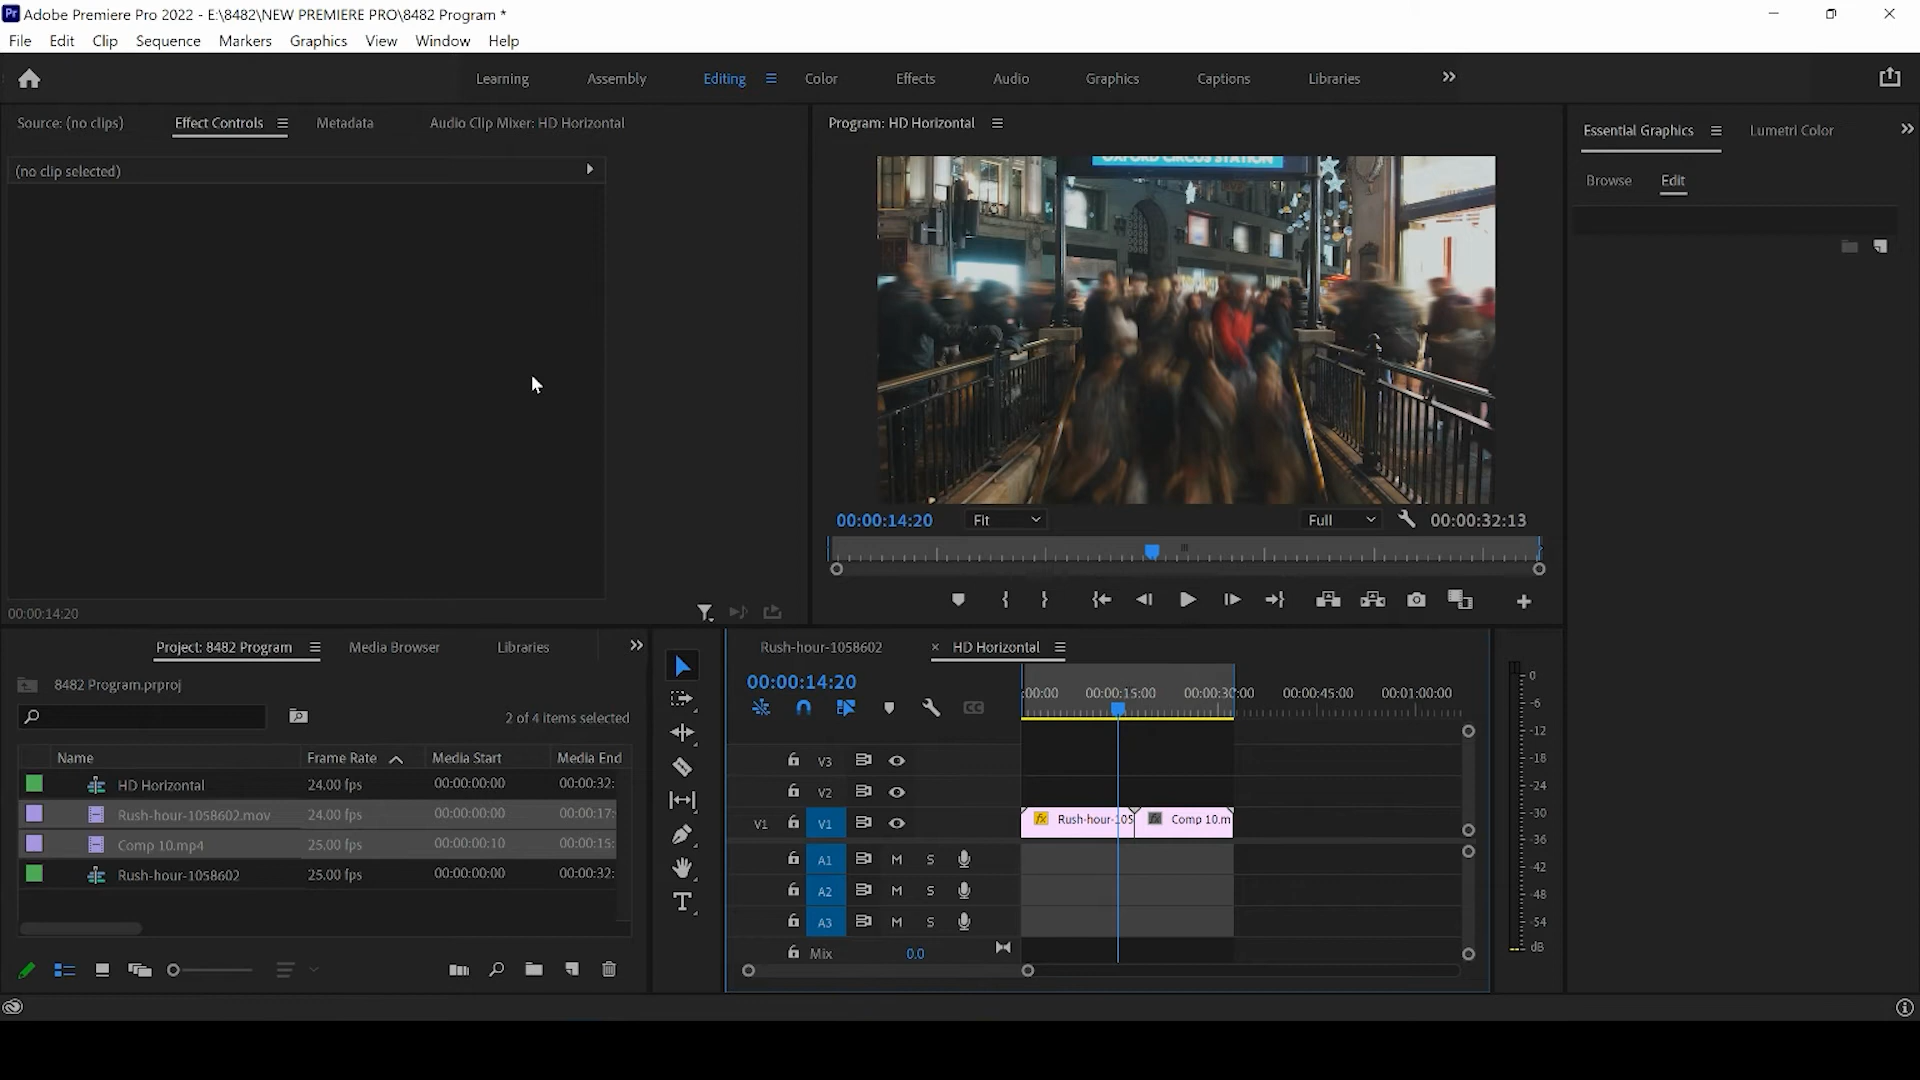 Adobe Premiere Pro 2022 - E:\8482\NEW PREMIERE PRO\8482 Program *
File Edit Clip Sequence Markers Graphics View Window Help
Learning Assembly Editing Color Effects Audio Graphics Captions Libraries
Source: (no clips) Effect Controls Metadata Audio Clip Mixer: HD Horizontal
Program: HD Horizontal
Essential Graphics Lumetri Color
Browse Edit
(no clip selected)
OXFORD CIRCUS STATION
00:00:14:20 Fit Full 00:00:32:13
00:00:14:20
Project: 8482 Program Media Browser Libraries
8482 Program.prproj
2 of 4 items selected
Name Frame Rate Media Start Media End
HD Horizontal 24.00 fps 00:00:00:00 00:00:32:
Rush-hour-1058602.mov 24.00 fps 00:00:00:00 00:00:17:
Comp 10.mp4 25.00 fps 00:00:00:10 00:00:15:
Rush-hour-1058602 25.00 fps 00:00:00:00 00:00:32:
Rush-hour-1058602 × HD Horizontal
00:00:14:20
:00:00 00:00:15:00 00:00:30:00 00:00:45:00 00:01:00:00
CC
V3
V2
V1 V1 fx Rush-hour-105 fx Comp 10.m
A1 M S
A2 M S
A3 M S
Mix 0.0
0
-6
-12
-18
-24
-30
-36
-42
-48
-54
dB